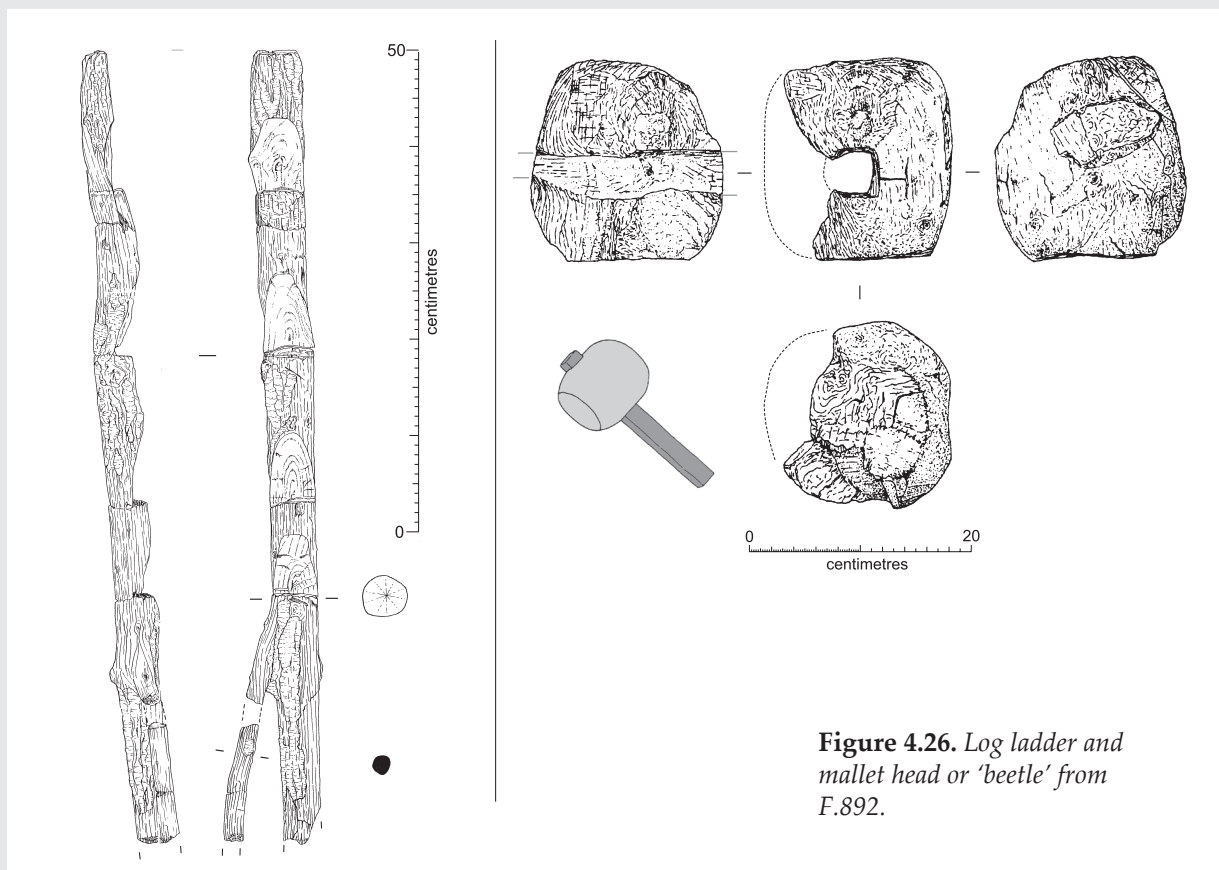 50
centimetres
0
0 20
centimetres
Figure 4.26. Log ladder and
mallet head or ‘beetle’ from
F.892.